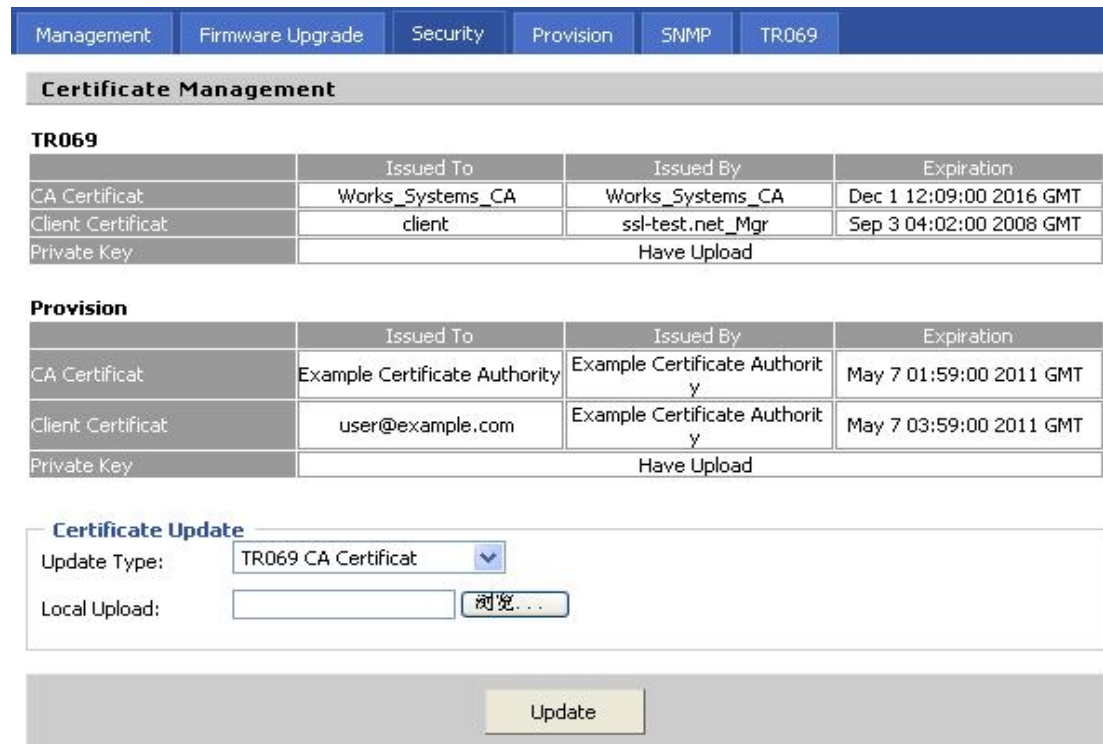 Management Firmware Upgrade Security Provision SNMP TR069
Certificate Management
TR069
Issued To Issued By Expiration
CA Certificat Works_Systems_CA Works_Systems_CA Dec 1 12:09:00 2016 GMT
Client Certificat client ssl-test.net_Mgr Sep 3 04:02:00 2008 GMT
Private Key Have Upload
Provision
Issued To Issued By Expiration
CA Certificat Example Certificate Authority Example Certificate Authorit
y May 7 01:59:00 2011 GMT
Client Certificat user@example.com Example Certificate Authorit
y May 7 03:59:00 2011 GMT
Private Key Have Upload
Certificate Update
Update Type: TR069 CA Certificat
Local Upload: 浏览...
Update